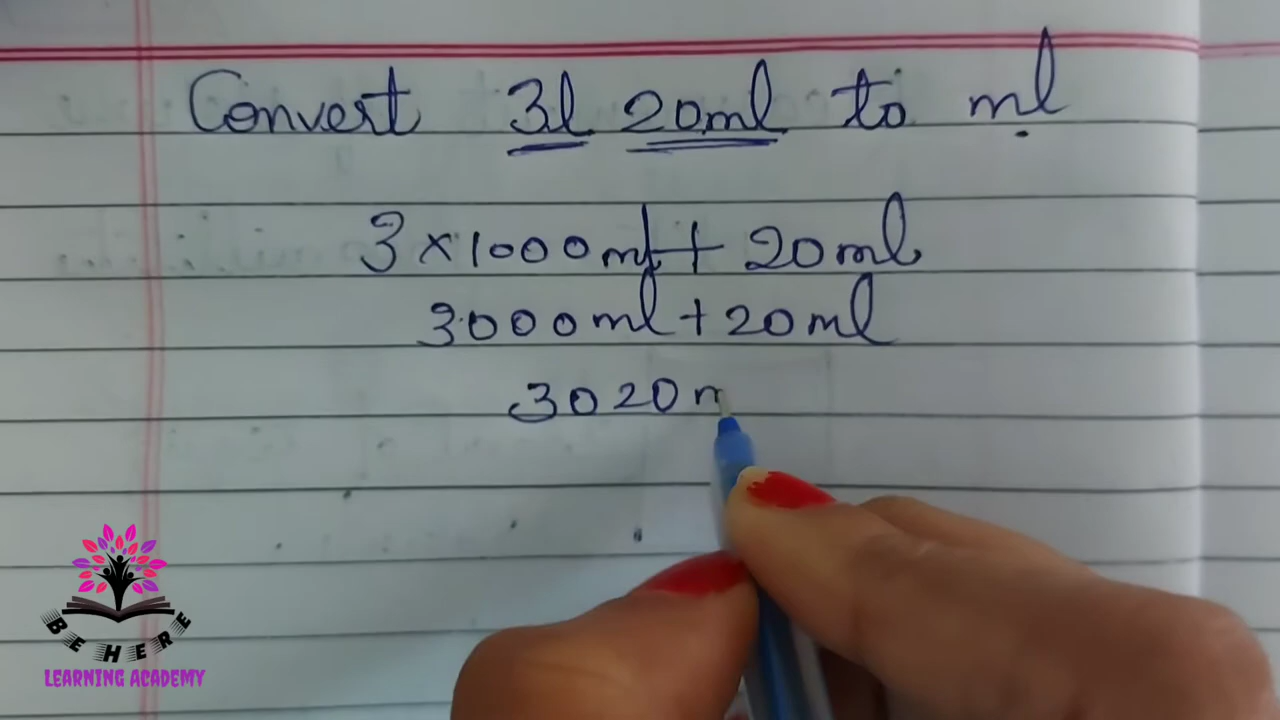 Convert 3l 20ml to ml
3×1000ml + 20ml
3000ml + 20ml
3020m
BE HERE
LEARNING ACADEMY